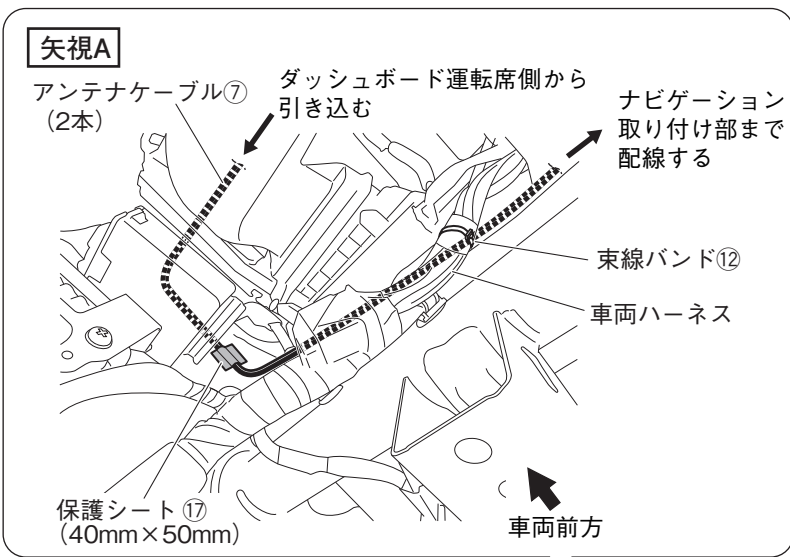 矢視A
アンテナケーブル⑦
（2本）
ダッシュボード運転席側から
引き込む
ナビゲーション
取り付け部まで
配線する
束線バンド⑫
車両ハーネス
保護シート⑰
（40mm×50mm）
車両前方